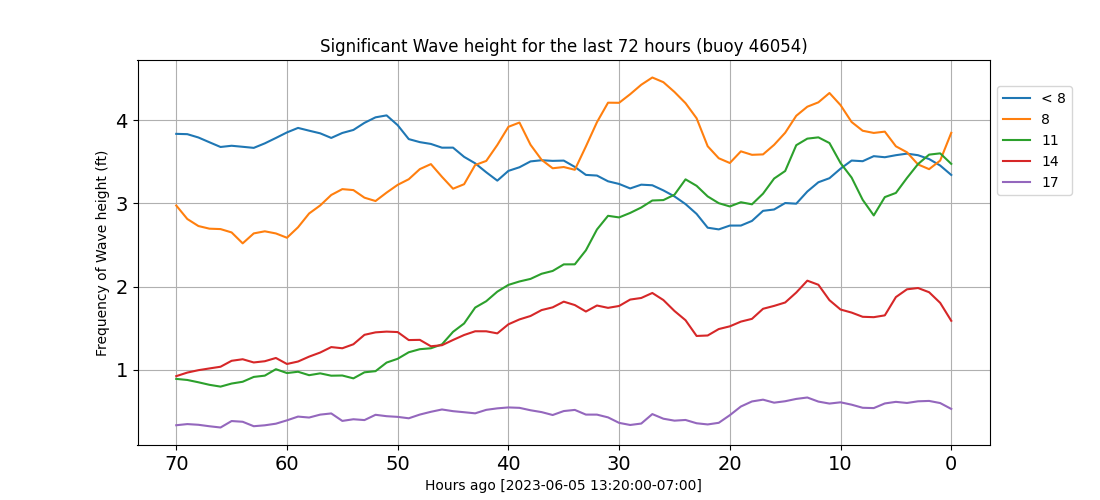 Significant Wave height for the last 72 hours (buoy 46054)
Frequency of Wave height (ft)
4
3
2
1
70 60 50 40 30 20 10 0
Hours ago [2023-06-05 13:20:00-07:00]
< 8
8
11
14
17